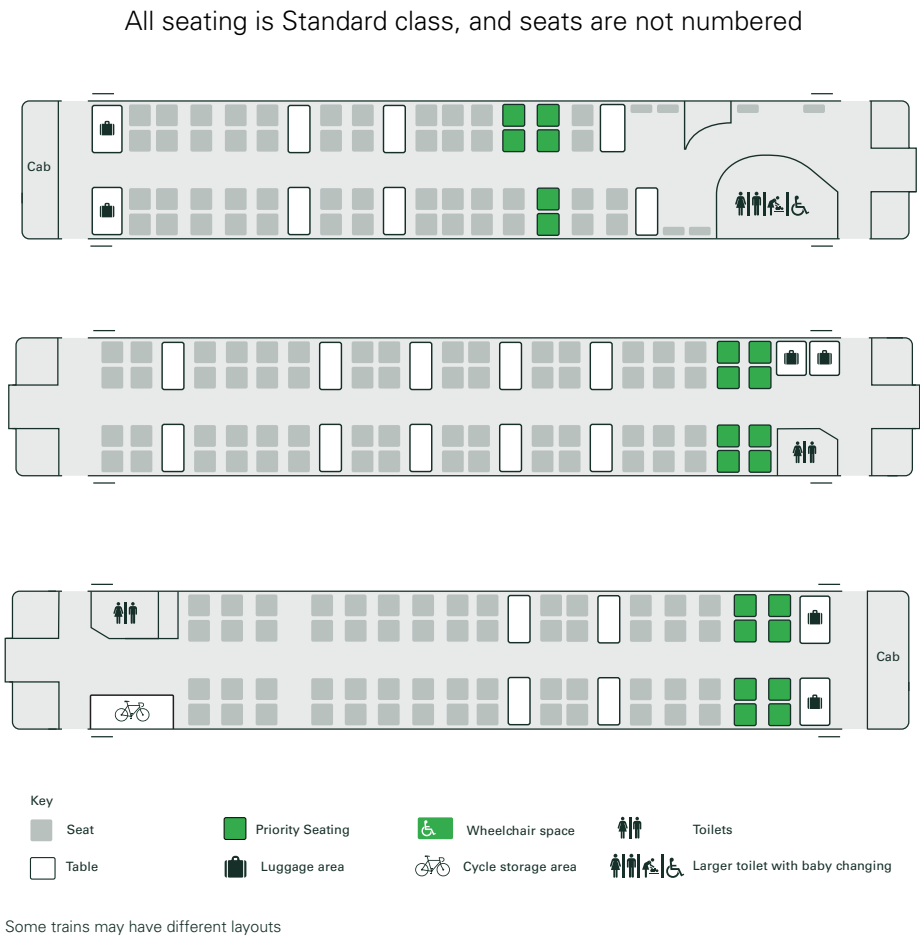 All seating is Standard class, and seats are not numbered
Cab
Cab
Key
Seat
Priority Seating
Wheelchair space
Toilets
Table
Luggage area
Cycle storage area
Larger toilet with baby changing
Some trains may have different layouts